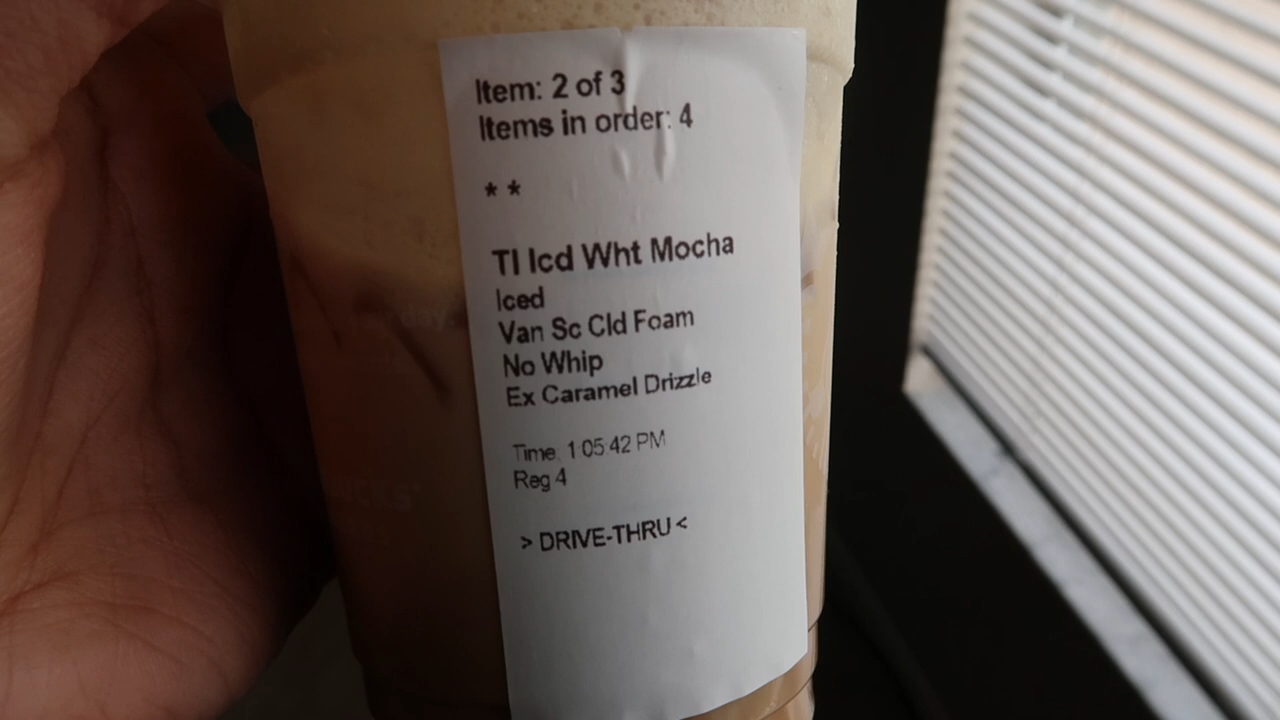 Item: 2 of 3
Items in order: 4
* *
Tl Icd Wht Mocha
Iced
Van Sc Cld Foam
No Whip
Ex Caramel Drizzle
Time: 1:05:42 PM
Reg 4
> DRIVE-THRU <